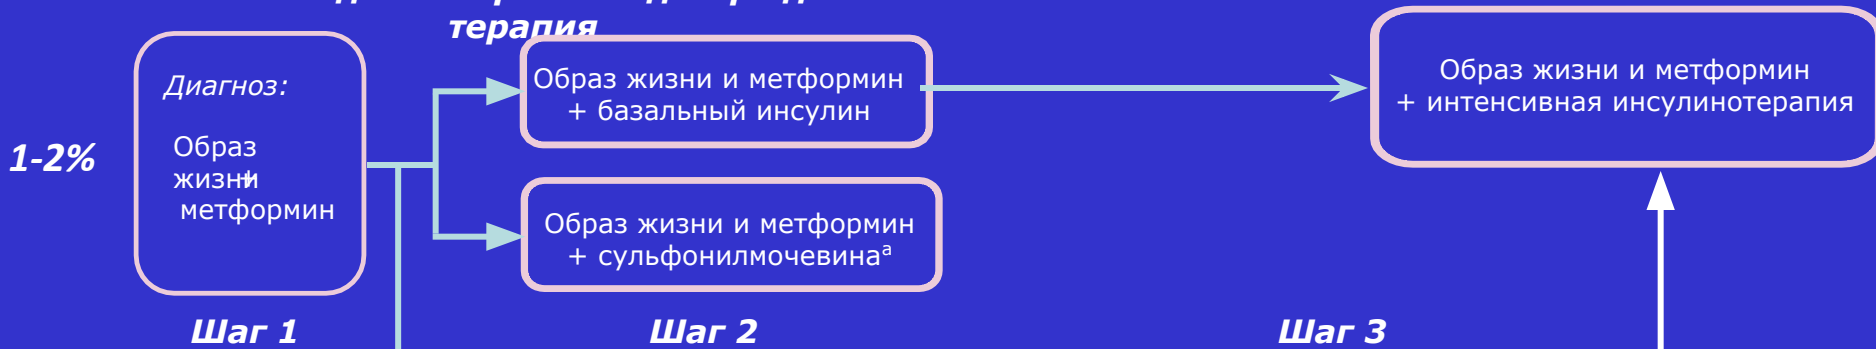 терапия
Диагноз:
Образ
жизни
+
метформин
1-2%
Образ жизни и метформин
+ базальный инсулин
Образ жизни и метформин
+ сульфонилмочевинаᵃ
Образ жизни и метформин
+ интенсивная инсулинотерапия
Шаг 1
Шаг 2
Шаг 3